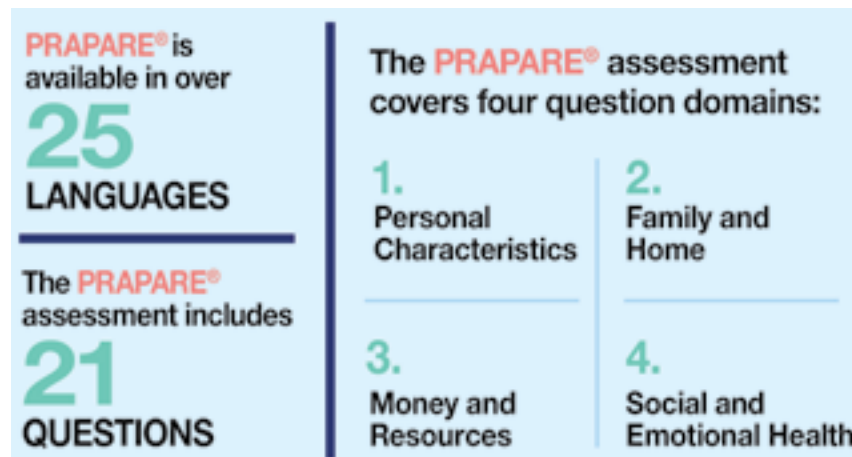 PRAPARE® is
available in over
25
LANGUAGES
The PRAPARE®
assessment includes
21
QUESTIONS
The PRAPARE® assessment
covers four question domains:
1.
Personal
Characteristics
2.
Family and
Home
3.
Money and
Resources
4.
Social and
Emotional Health